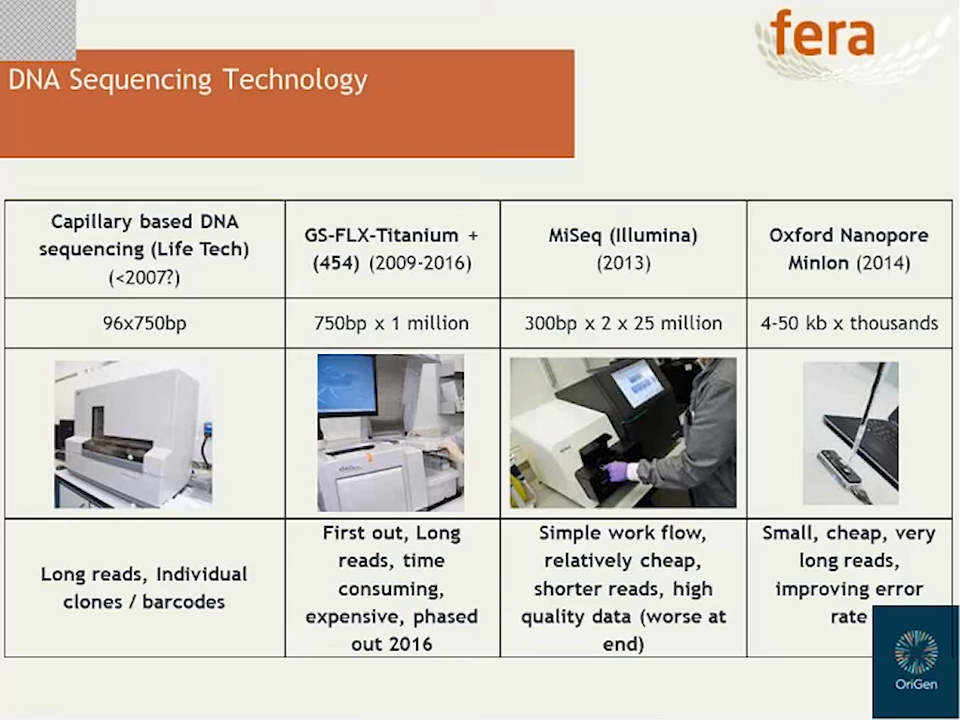 fera
DNA Sequencing Technology
Capillary based DNA
sequencing (Life Tech)
(<2007?)
GS-FLX-Titanium +
(454) (2009-2016)
MiSeq (Illumina)
(2013)
Oxford Nanopore
MinIon (2014)
96x750bp
750bp x 1 million
300bp x 2 x 25 million
4-50 kb x thousands
Long reads, Individual
clones / barcodes
First out, Long
reads, time
consuming,
expensive, phased
out 2016
Simple work flow,
relatively cheap,
shorter reads, high
quality data (worse at
end)
Small, cheap, very
long reads,
improving error
rate
OriGen